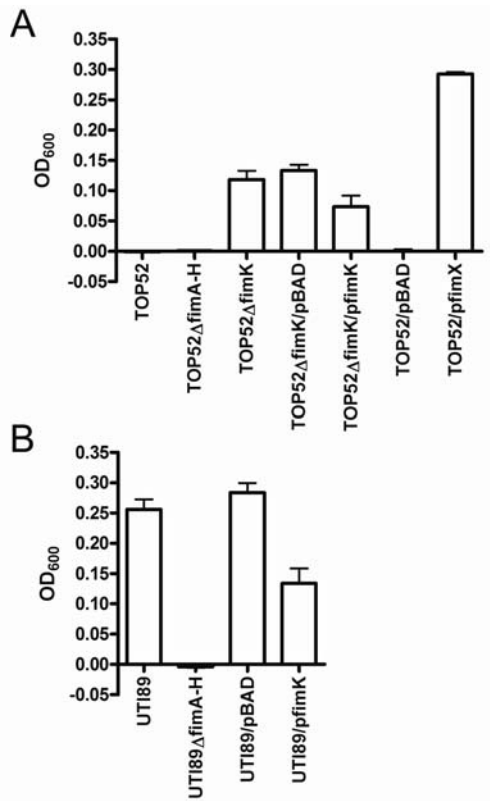 A
0.35
0.30
0.25
0.20
0.15
0.10
0.05
0.00
-0.05
OD600
TOP52
TOP52ΔfimA-H
TOP52ΔfimK
TOP52ΔfimK/pBAD
TOP52ΔfimK/pfimK
TOP52/pBAD
TOP52/pfimX
B
0.35
0.30
0.25
0.20
0.15
0.10
0.05
0.00
-0.05
OD600
UTI89
UTI89ΔfimA-H
UTI89/pBAD
UTI89/pfimK